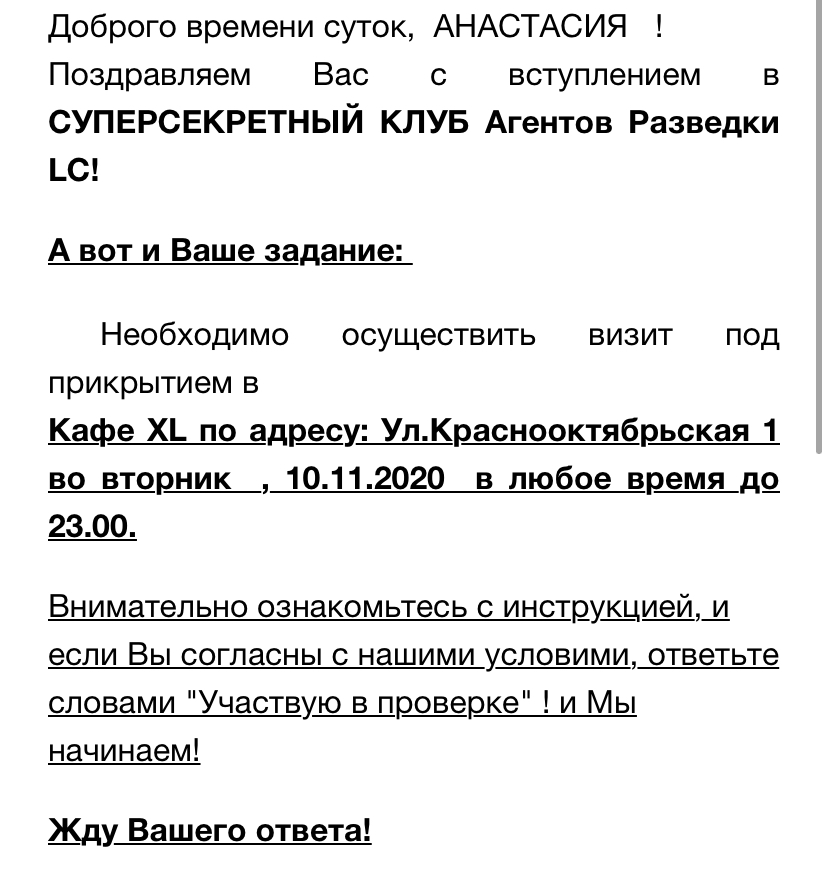 Доброго времени суток, АНАСТАСИЯ !
Поздравляем Вас с вступлением в
СУПЕРСЕКРЕТНЫЙ КЛУБ Агентов Разведки
LC!
А вот и Ваше задание:
Необходимо осуществить визит под
прикрытием в
Кафе XL по адресу: Ул.Краснооктябрьская 1
во вторник , 10.11.2020 в любое время до
23.00.
Внимательно ознакомьтесь с инструкцией, и
если Вы согласны с нашими условими, ответьте
словами "Участвую в проверке" ! и Мы
начинаем!
Жду Вашего ответа!